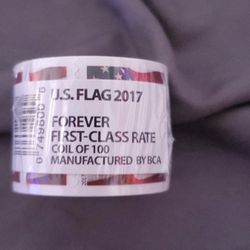 U.S. FLAG 2017
FOREVER
FIRST-CLASS RATE
COIL OF 100
MANUFACTURED BY BCA